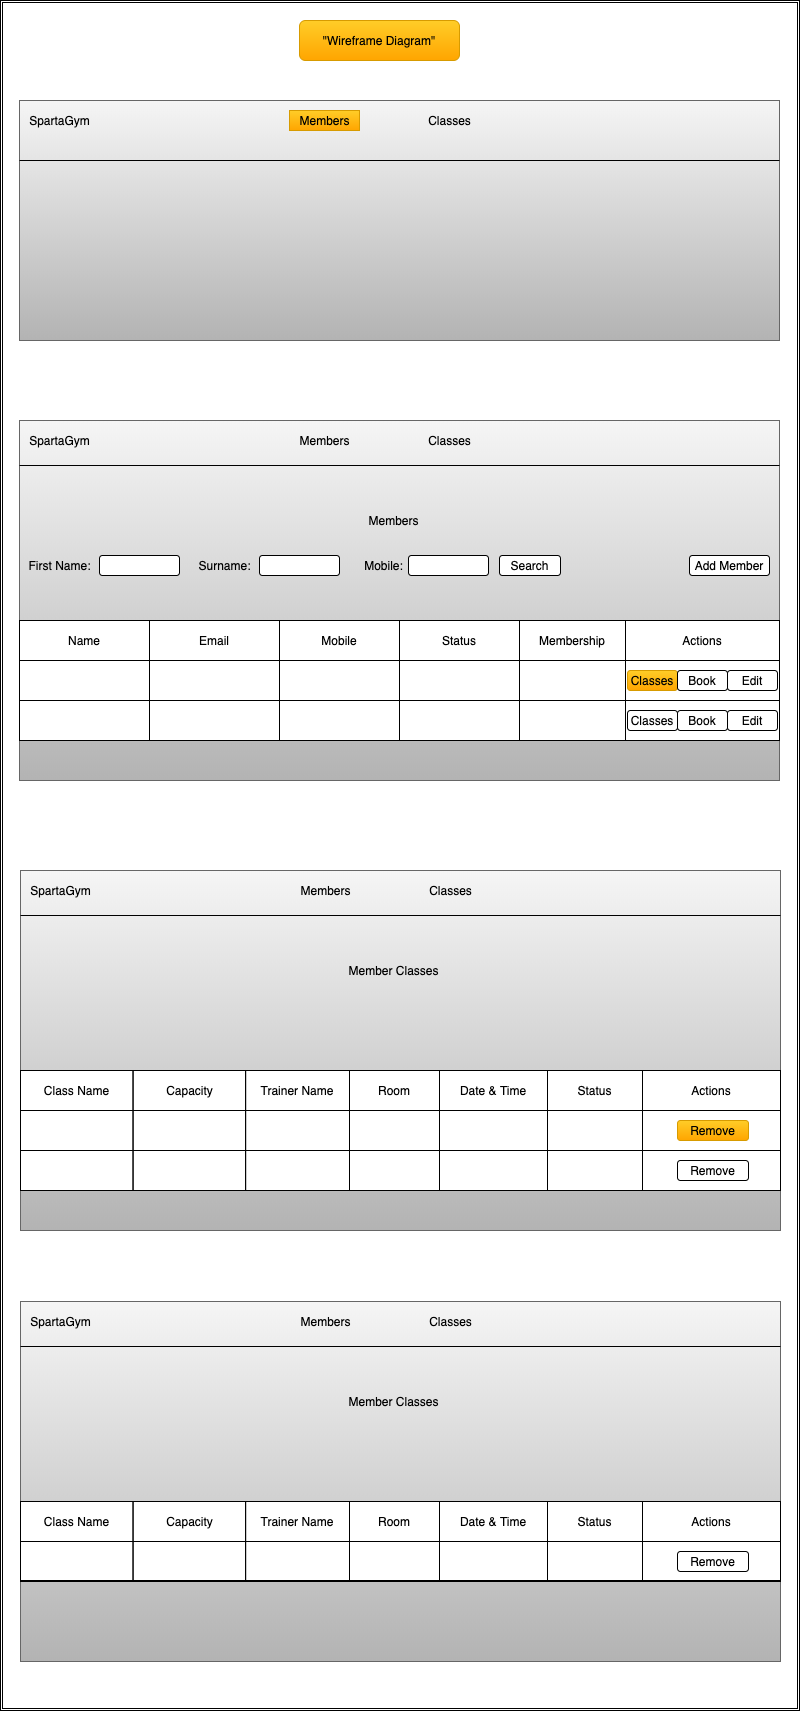 "Wireframe Diagram"
SpartaGym Members Classes
SpartaGym Members Classes
Members
First Name: Surname: Mobile: Search Add Member
Name Email Mobile Status Membership Actions
Classes Book Edit
Classes Book Edit
SpartaGym Members Classes
Member Classes
Class Name Capacity Trainer Name Room Date & Time Status Actions
Remove
Remove
SpartaGym Members Classes
Member Classes
Class Name Capacity Trainer Name Room Date & Time Status Actions
Remove